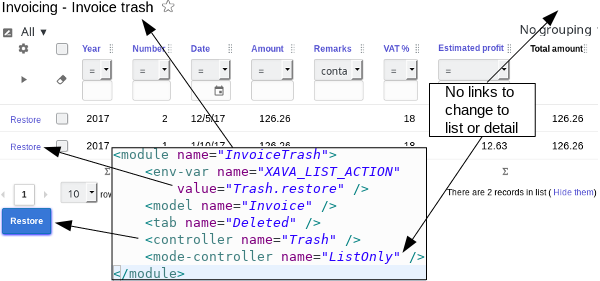 Invoicing - Invoice trash
All ▼
No grouping
Year Number Date Amount Remarks VAT % Estimated profit Total amount
= = = = conta = =
Restore 2017 2 12/5/17 126.26 18 126.26
Restore 2017 1 1/10/17 126.26 18 12.63 126.26
No links to
change to
list or detail
Σ Σ
1 10 row
There are 2 records in list ( Hide them)
Restore
<module name="InvoiceTrash">
<env-var name="XAVA_LIST_ACTION"
value="Trash.restore" />
<model name="Invoice" />
<tab name="Deleted" />
<controller name="Trash" />
<mode-controller name="ListOnly" />
</module>